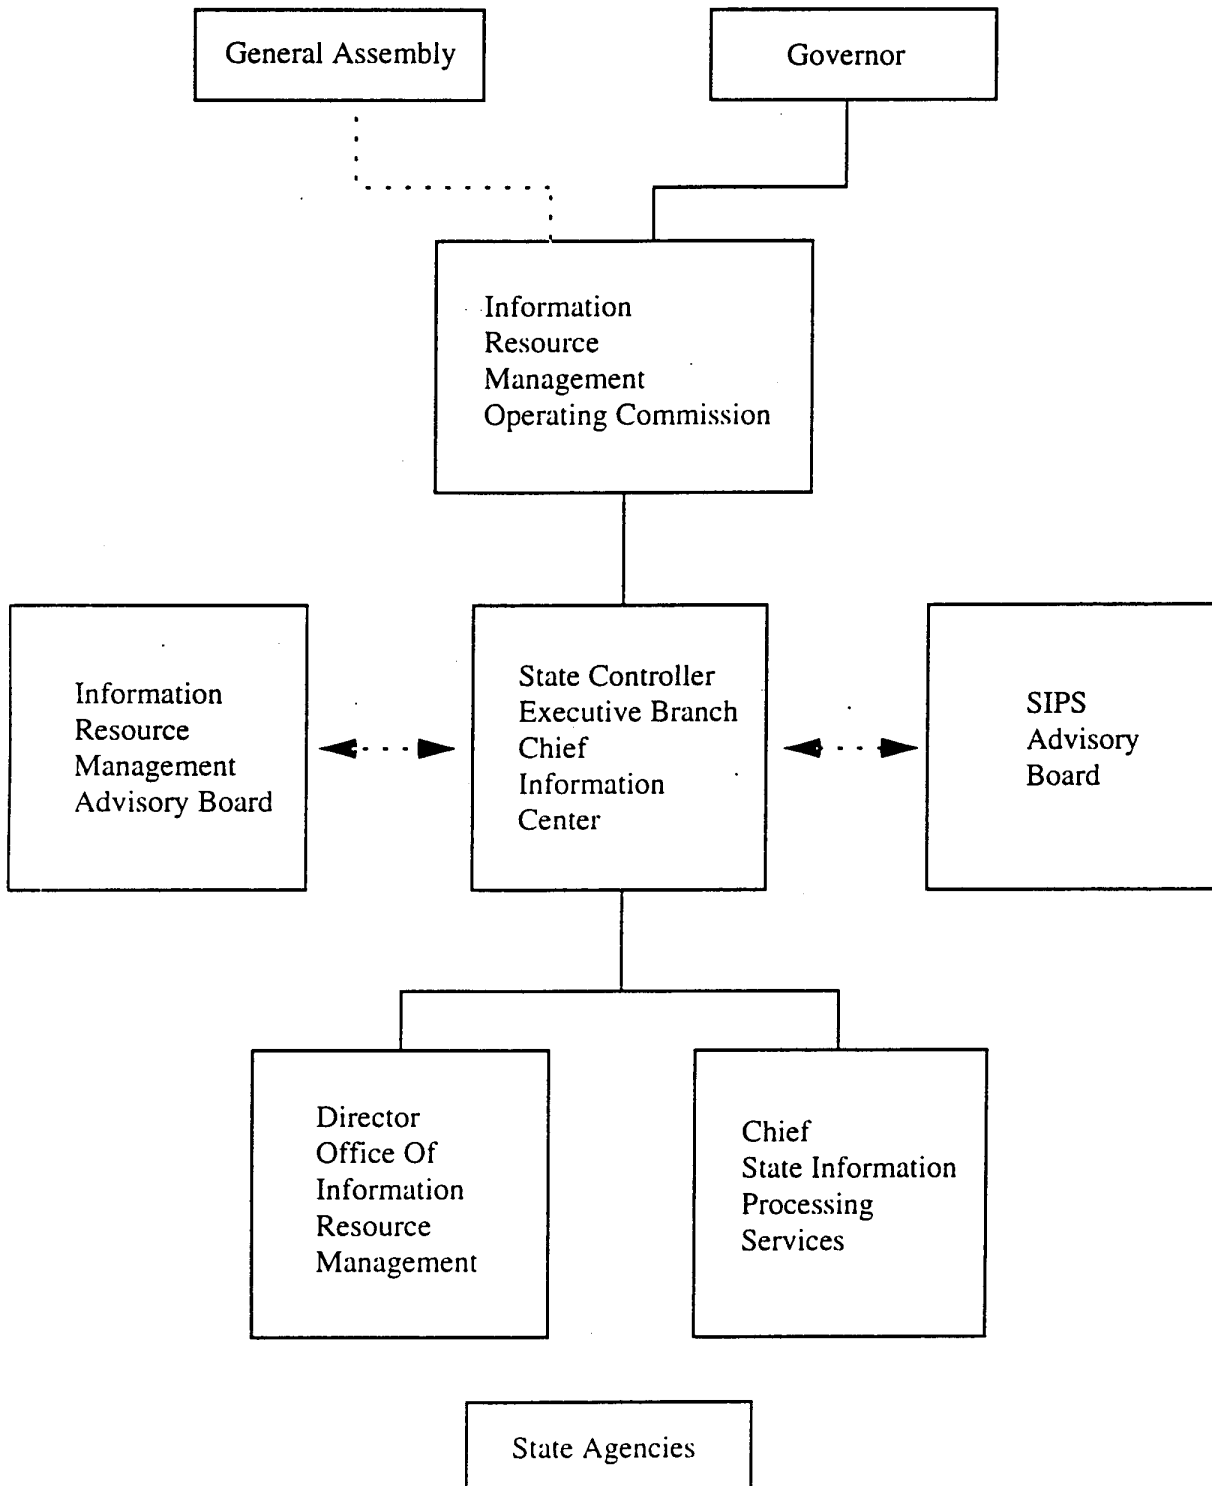 General Assembly
Governor
Information
Resource
Management
Operating Commission
Information
Resource
Management
Advisory Board
State Controller
Executive Branch
Chief
Information
Center
SIPS
Advisory
Board
Director
Office Of
Information
Resource
Management
Chief
State Information
Processing
Services
State Agencies